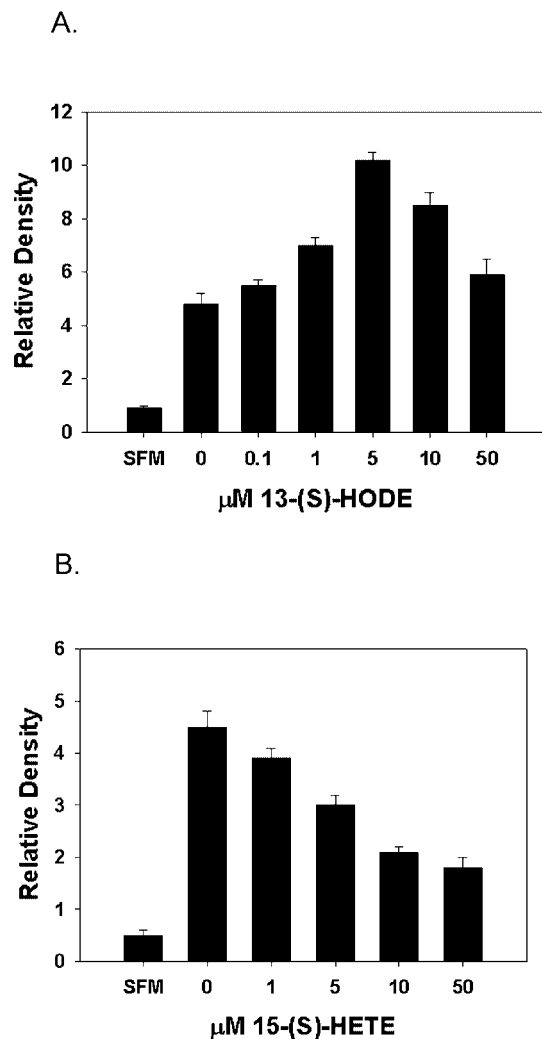 A.
12
10
8
6
4
2
0
Relative Density
SFM 0 0.1 1 5 10 50
μM 13-(S)-HODE
B.
6
5
4
3
2
1
0
Relative Density
SFM 0 1 5 10 50
μM 15-(S)-HETE